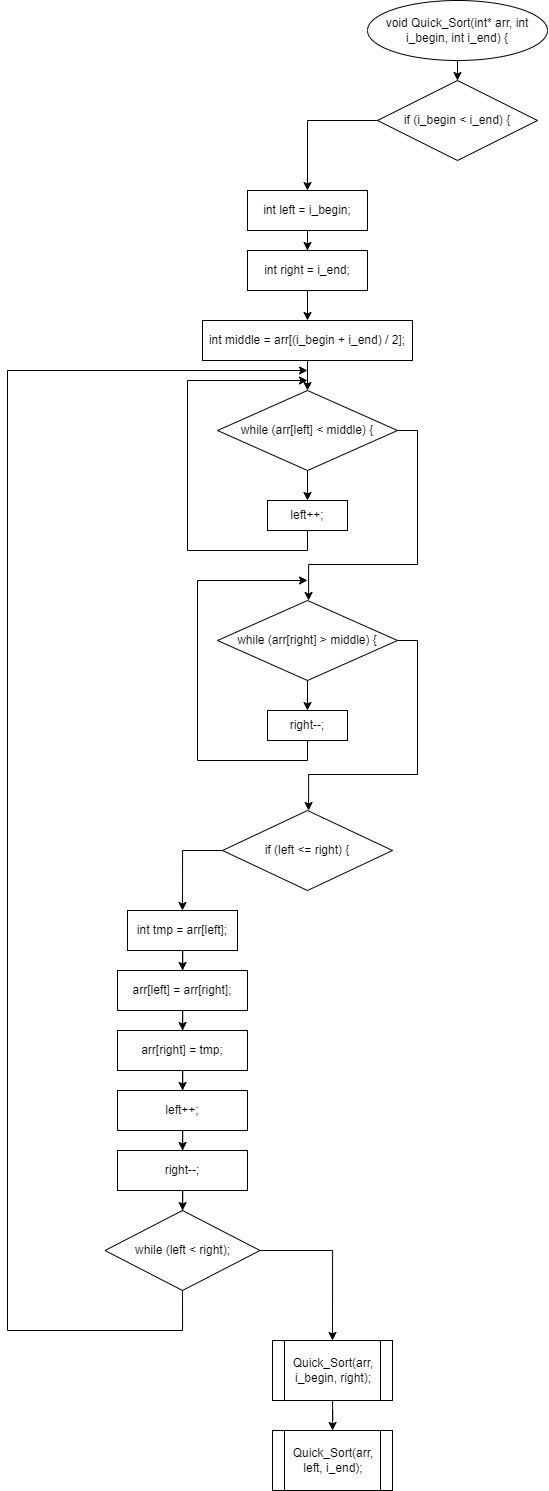 void Quick_Sort(int* arr, int
i_begin, int i_end) {
if (i_begin < i_end) {
int left = i_begin;
int right = i_end;
int middle = arr[(i_begin + i_end) / 2];
while (arr[left] < middle) {
left++;
while (arr[right] > middle) {
right--;
if (left <= right) {
int tmp = arr[left];
arr[left] = arr[right];
arr[right] = tmp;
left++;
right--;
while (left < right);
Quick_Sort(arr,
i_begin, right);
Quick_Sort(arr,
left, i_end);